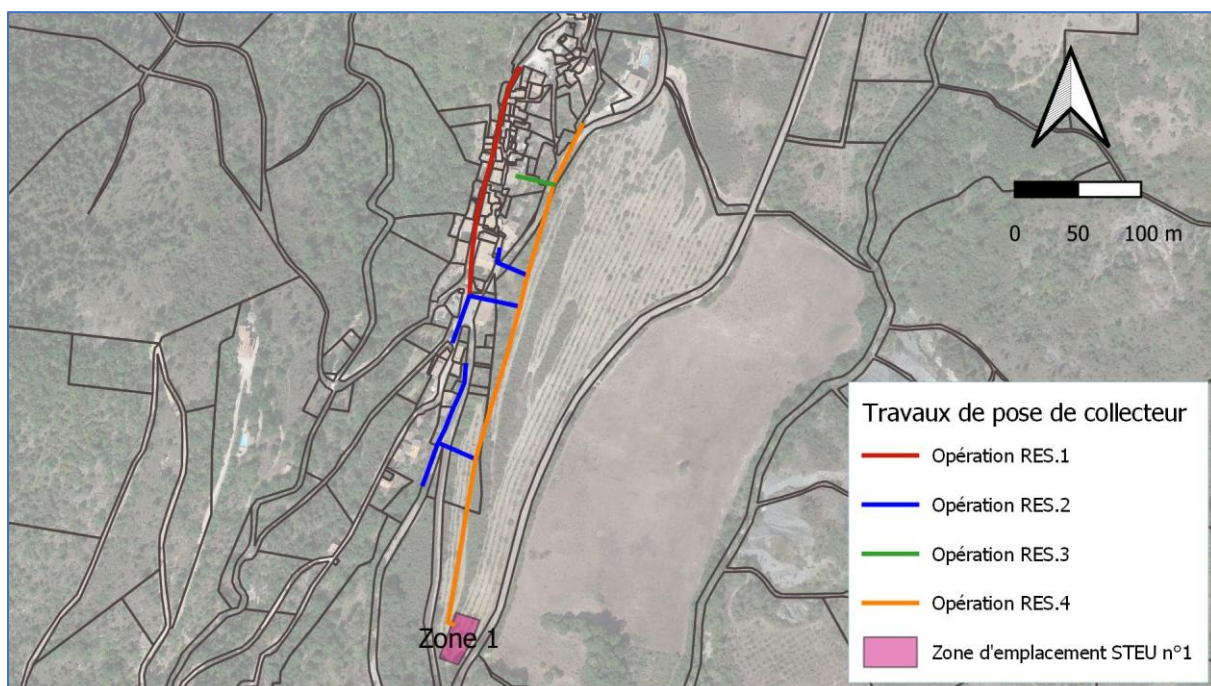 0 50 100 m
Travaux de pose de collecteur
Opération RES.1
Opération RES.2
Opération RES.3
Opération RES.4
Zone d'emplacement STEU n°1
Zone 1